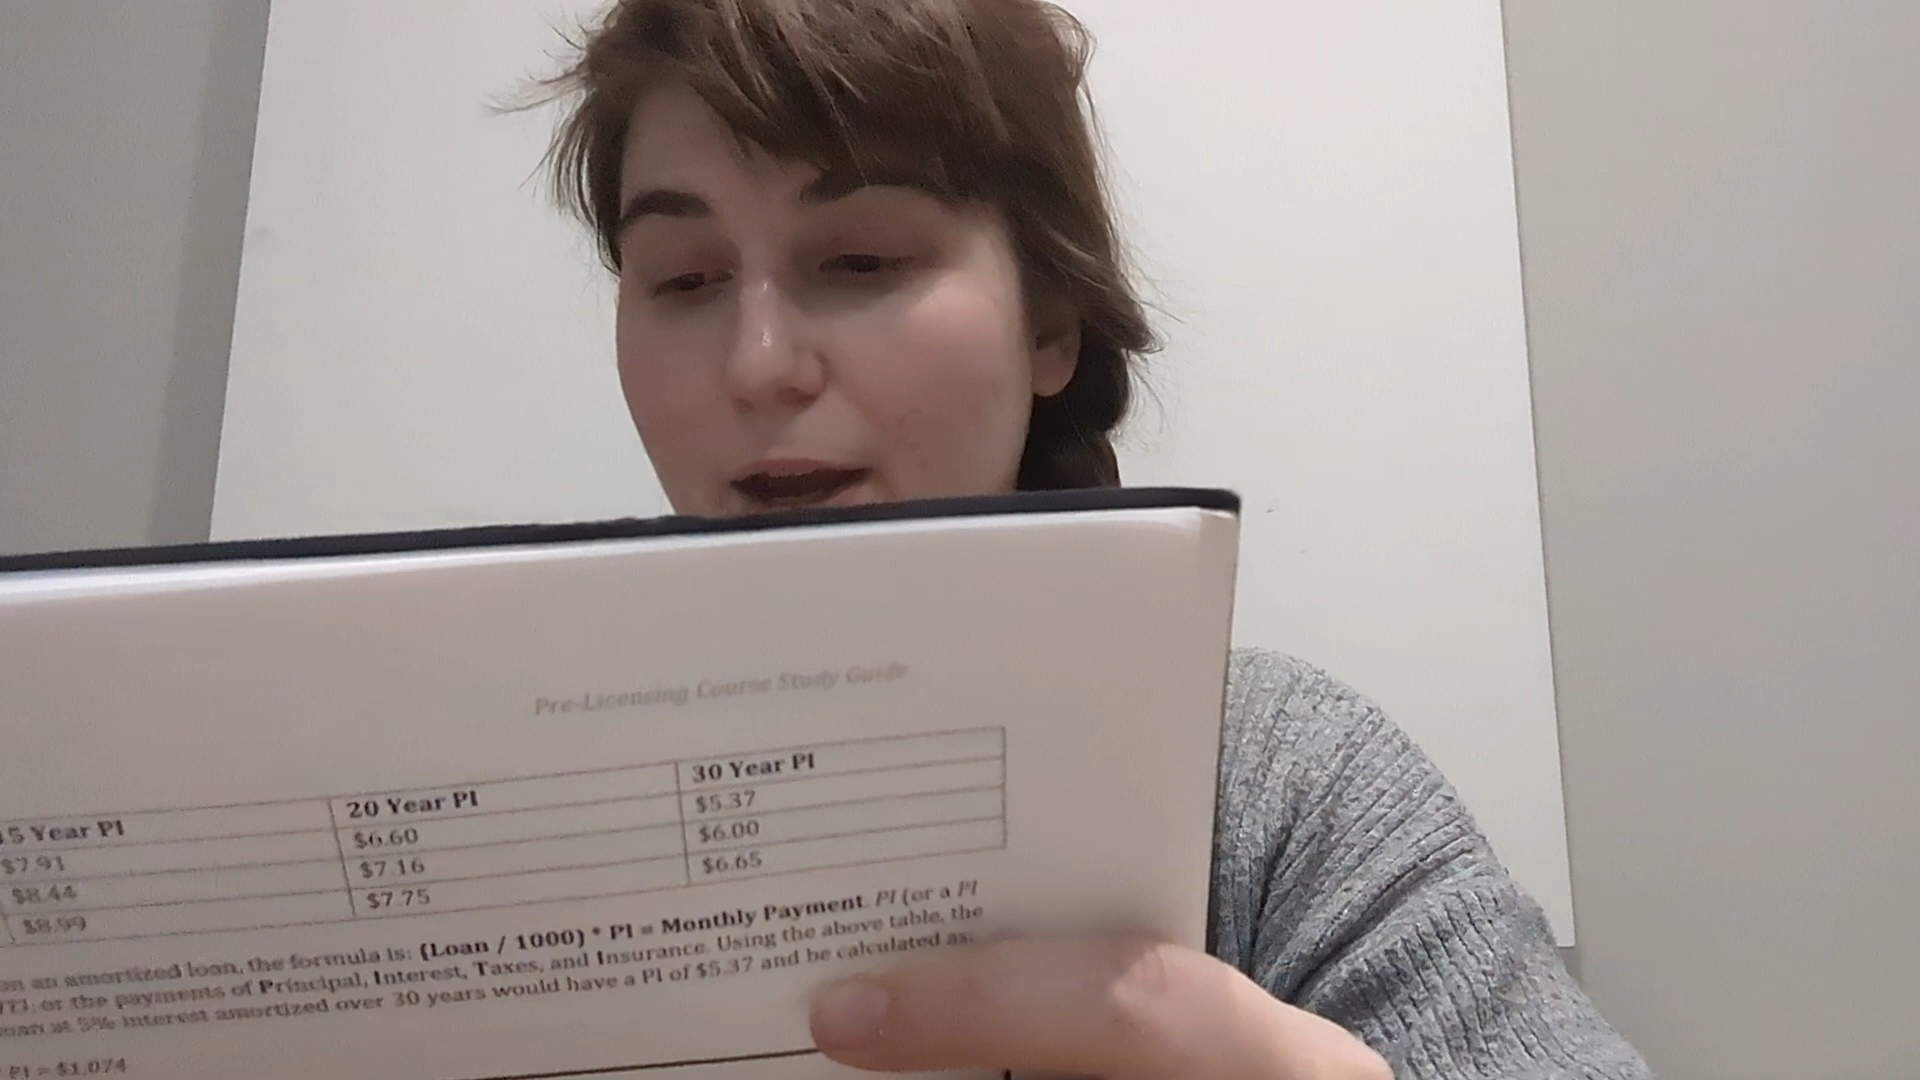 Pre-Licensing Course Study Guide
5 Year PI 20 Year PI 30 Year PI
$7.91 $6.60 $5.37
$8.44 $7.16 $6.00
$8.99 $7.75 $6.65
on an amortized loan, the formula is: (Loan / 1000) * PI = Monthly Payment. PI (or a PI
or the payments of Principal, Interest, Taxes, and Insurance. Using the above table, the
loan at 5% interest amortized over 30 years would have a PI of $5.37 and be calculated as:
PI = $1,074